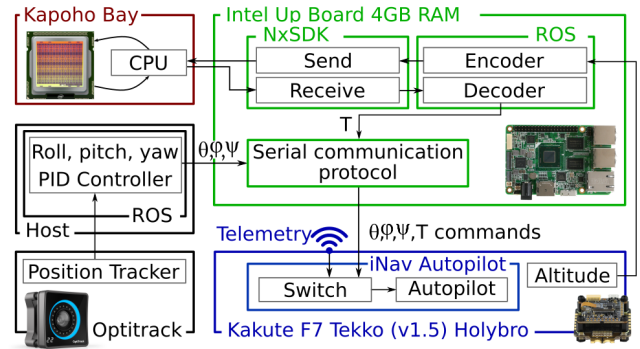 Kapoho Bay
CPU
Intel Up Board 4GB RAM
NxSDK
ROS
Send
Encoder
Receive
Decoder
T
Roll, pitch, yaw
PID Controller
ROS
Host
θ,φ,ψ
Serial communication
protocol
Telemetry
θ,φ,ψ,T commands
Position Tracker
Optitrack
iNav Autopilot
Switch
Autopilot
Altitude
Kakute F7 Tekko (v1.5) Holybro